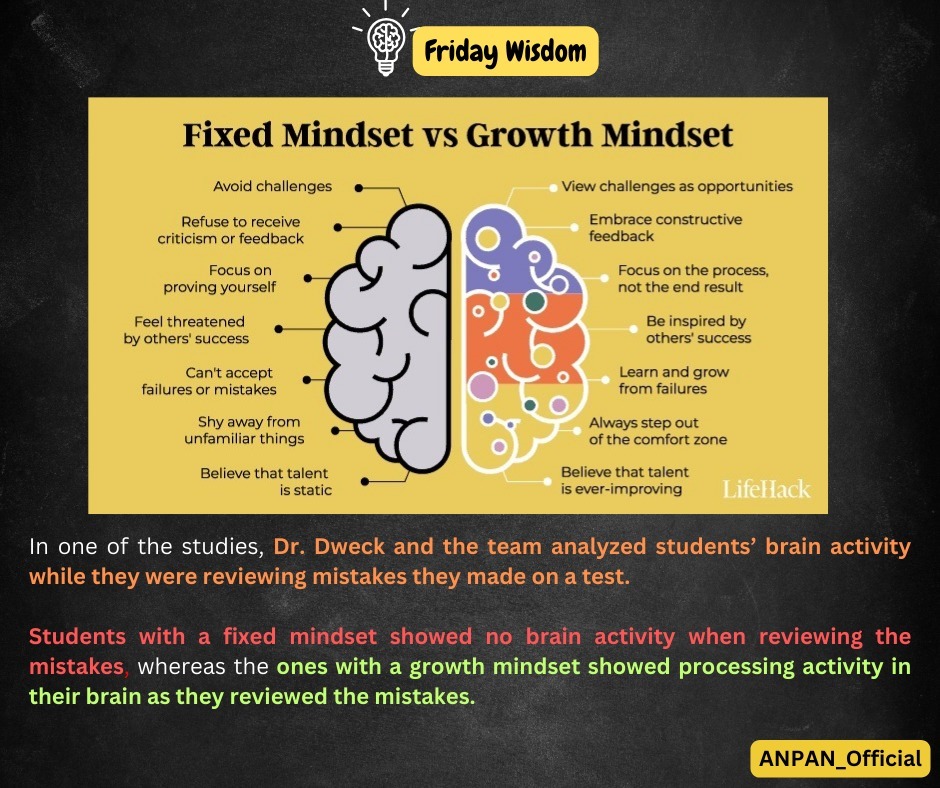 Friday Wisdom
Fixed Mindset vs Growth Mindset
Avoid challenges
Refuse to receive
criticism or feedback
Focus on
proving yourself
Feel threatened
by others' success
Can't accept
failures or mistakes
Shy away from
unfamiliar things
Believe that talent
is static
View challenges as opportunities
Embrace constructive
feedback
Focus on the process,
not the end result
Be inspired by
others' success
Learn and grow
from failures
Always step out
of the comfort zone
Believe that talent
is ever-improving
LifeHack
In one of the studies, Dr. Dweck and the team analyzed students’ brain activity
while they were reviewing mistakes they made on a test.
Students with a fixed mindset showed no brain activity when reviewing the
mistakes, whereas the ones with a growth mindset showed processing activity in
their brain as they reviewed the mistakes.
ANPAN_Official